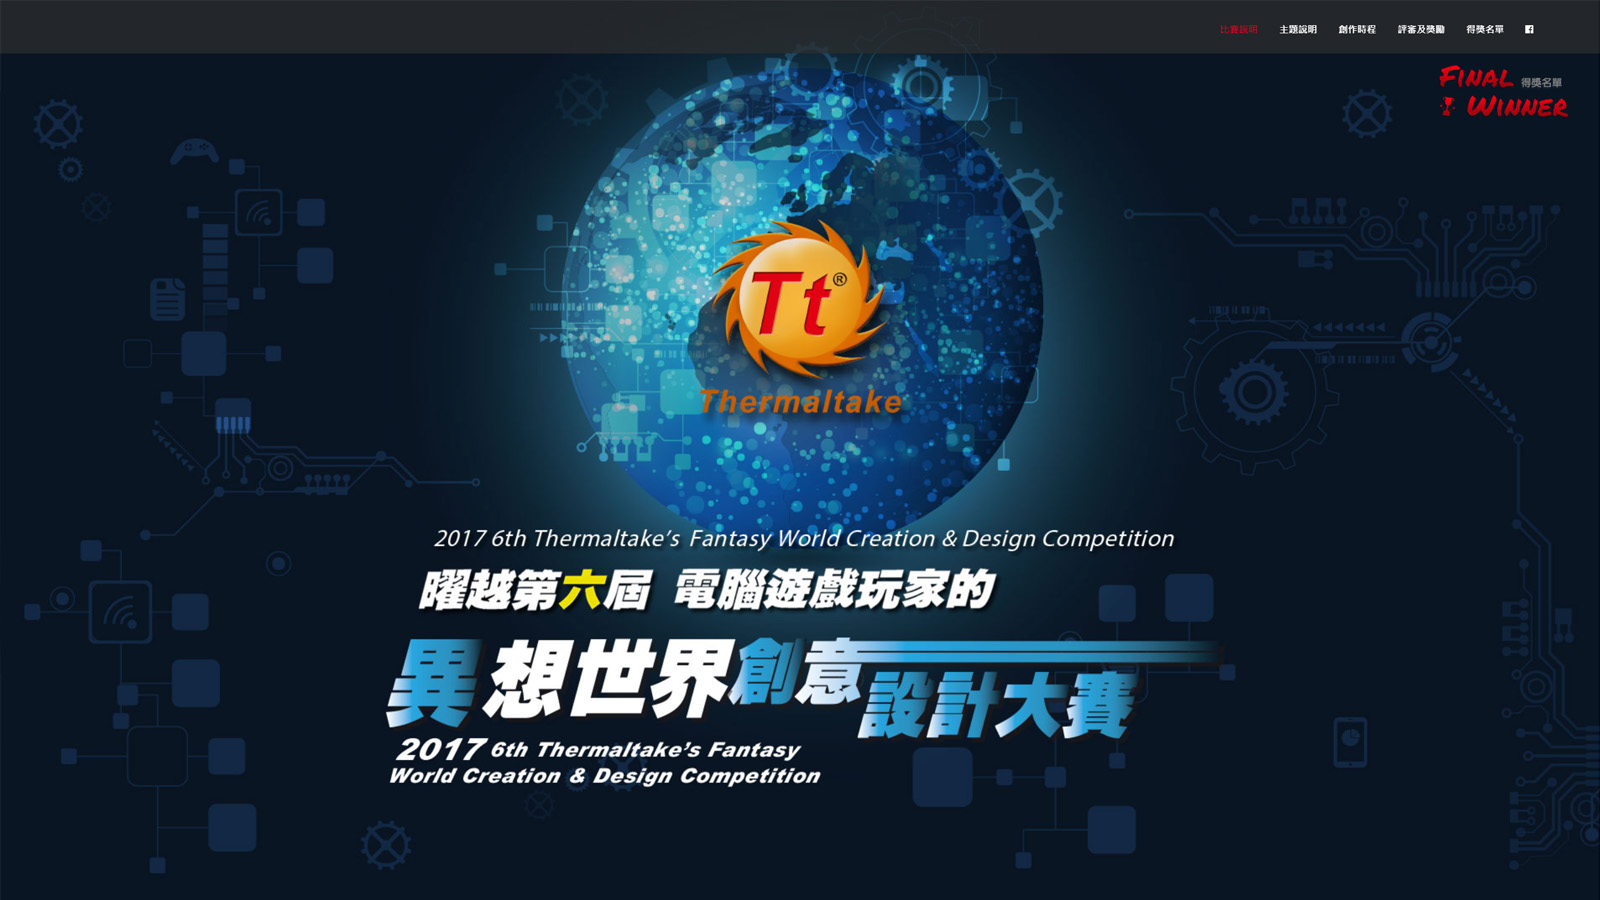 比賽說明 主題說明 創作時程 評審及獎勵 得獎名單
FINAL 得獎名單
WINNER
Tt®
Thermaltake
2017 6th Thermaltake's Fantasy World Creation & Design Competition
曜越第六屆 電腦遊戲玩家的
異想世界創意
設計大賽
2017 6th Thermaltake's Fantasy
World Creation & Design Competition